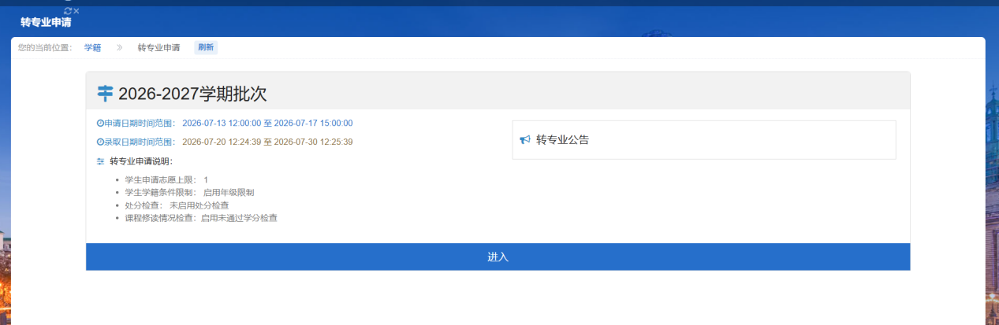 转专业申请
您的当前位置： 学籍 》 转专业申请 刷新
2026-2027学期批次
申请日期时间范围： 2026-07-13 12:00:00 至 2026-07-17 15:00:00
录取日期时间范围： 2026-07-20 12:24:39 至 2026-07-30 12:25:39
转专业申请说明：
• 学生申请志愿上限： 1
• 学生学籍条件限制： 启用年级限制
• 处分检查： 未启用处分检查
• 课程修读情况检查：启用未通过学分检查
转专业公告
进入